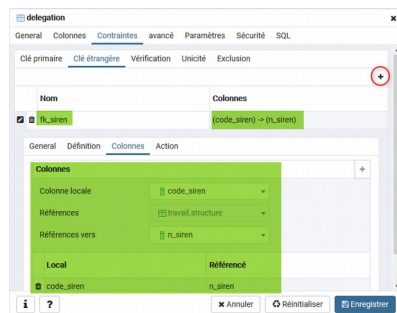 delegation
General Colonnes Contraintes avancé Paramètres Sécurité SQL
Clé primaire Clé étrangère Vérification Unicité Exclusion
Nom Colonnes
fk_siren (code_siren) -> (n_siren)
General Définition Colonnes Action
Colonnes
Colonne locale code_siren
Références travail.structure
Références vers n_siren
Local Référencé
code_siren n_siren
i ? Annuler Réinitialiser Enregistrer